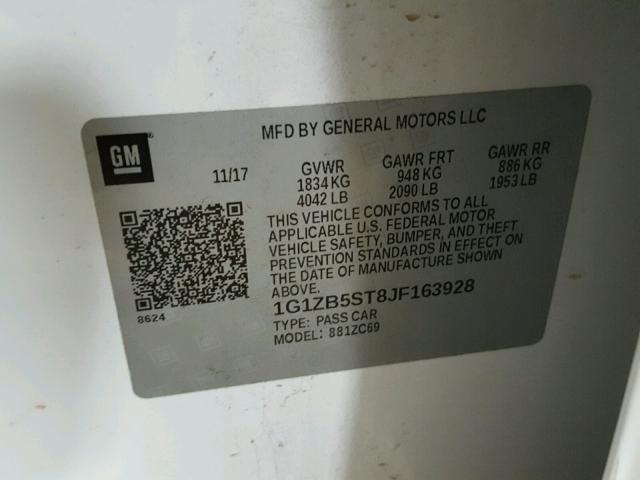 MFD BY GENERAL MOTORS LLC
GM
11/17
GVWR
1834 KG
4042 LB
GAWR FRT
948 KG
2090 LB
GAWR RR
886 KG
1953 LB
THIS VEHICLE CONFORMS TO ALL
APPLICABLE U.S. FEDERAL MOTOR
VEHICLE SAFETY, BUMPER, AND THEFT
PREVENTION STANDARDS IN EFFECT ON
THE DATE OF MANUFACTURE SHOWN
ABOVE.
8624
1G1ZB5ST8JF163928
TYPE: PASS CAR
MODEL: 881ZC69